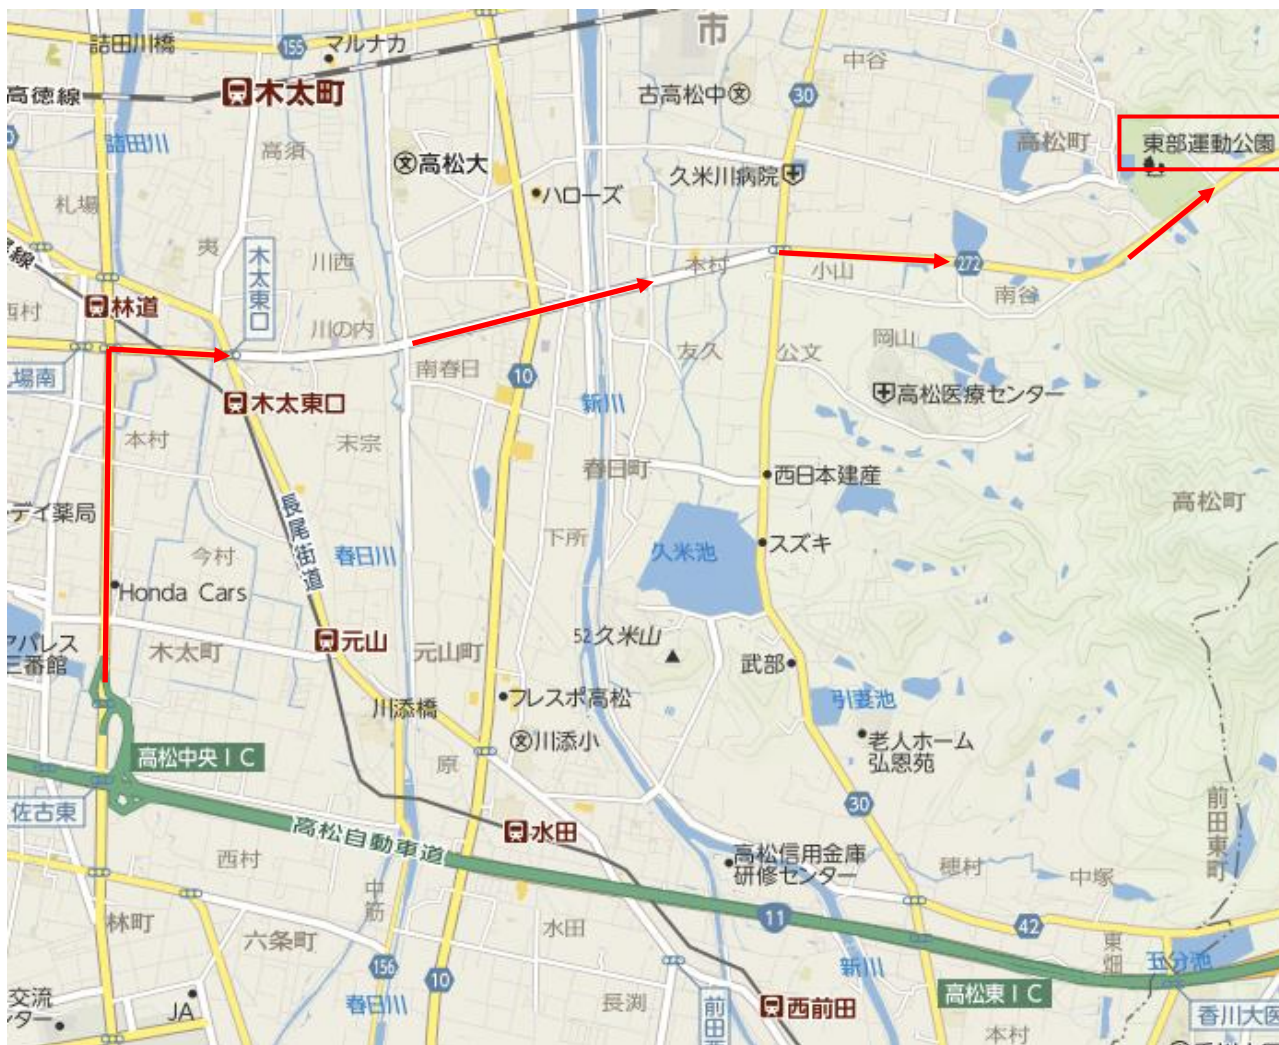 詰田川橋
155
マルナカ
市
中谷
高徳線
木太町
古高松中
30
詰田川
高須
高松大
高松町
東部運動公園
久米川病院
ハローズ
札場
夷
木太東口
川西
本村
小山
272
南谷
西村
林道
川の内
岡山
友久
公文
場南
南春日
10
新川
高松医療センター
木太東口
本村
末宗
春日町
西日本建産
高松町
デイ薬局
長尾街道
下所
久米池
スズキ
今村
春日川
Honda Cars
アパレス
三番館
木太町
元山
元山町
52久米山
武部
フレスポ高松
引妻池
川添橋
川添小
老人ホーム
弘恩苑
高松中央IC
原
佐古東
高松自動車道
水田
30
前田東町
西村
中筋
高松信用金庫
研修センター
穂村
中塚
林町
六条町
水田
11
42
東畑
五分池
156
10
新川
交流
ター
JA
春日川
長渕
前田西
西前田
高松東IC
香川大医
本村